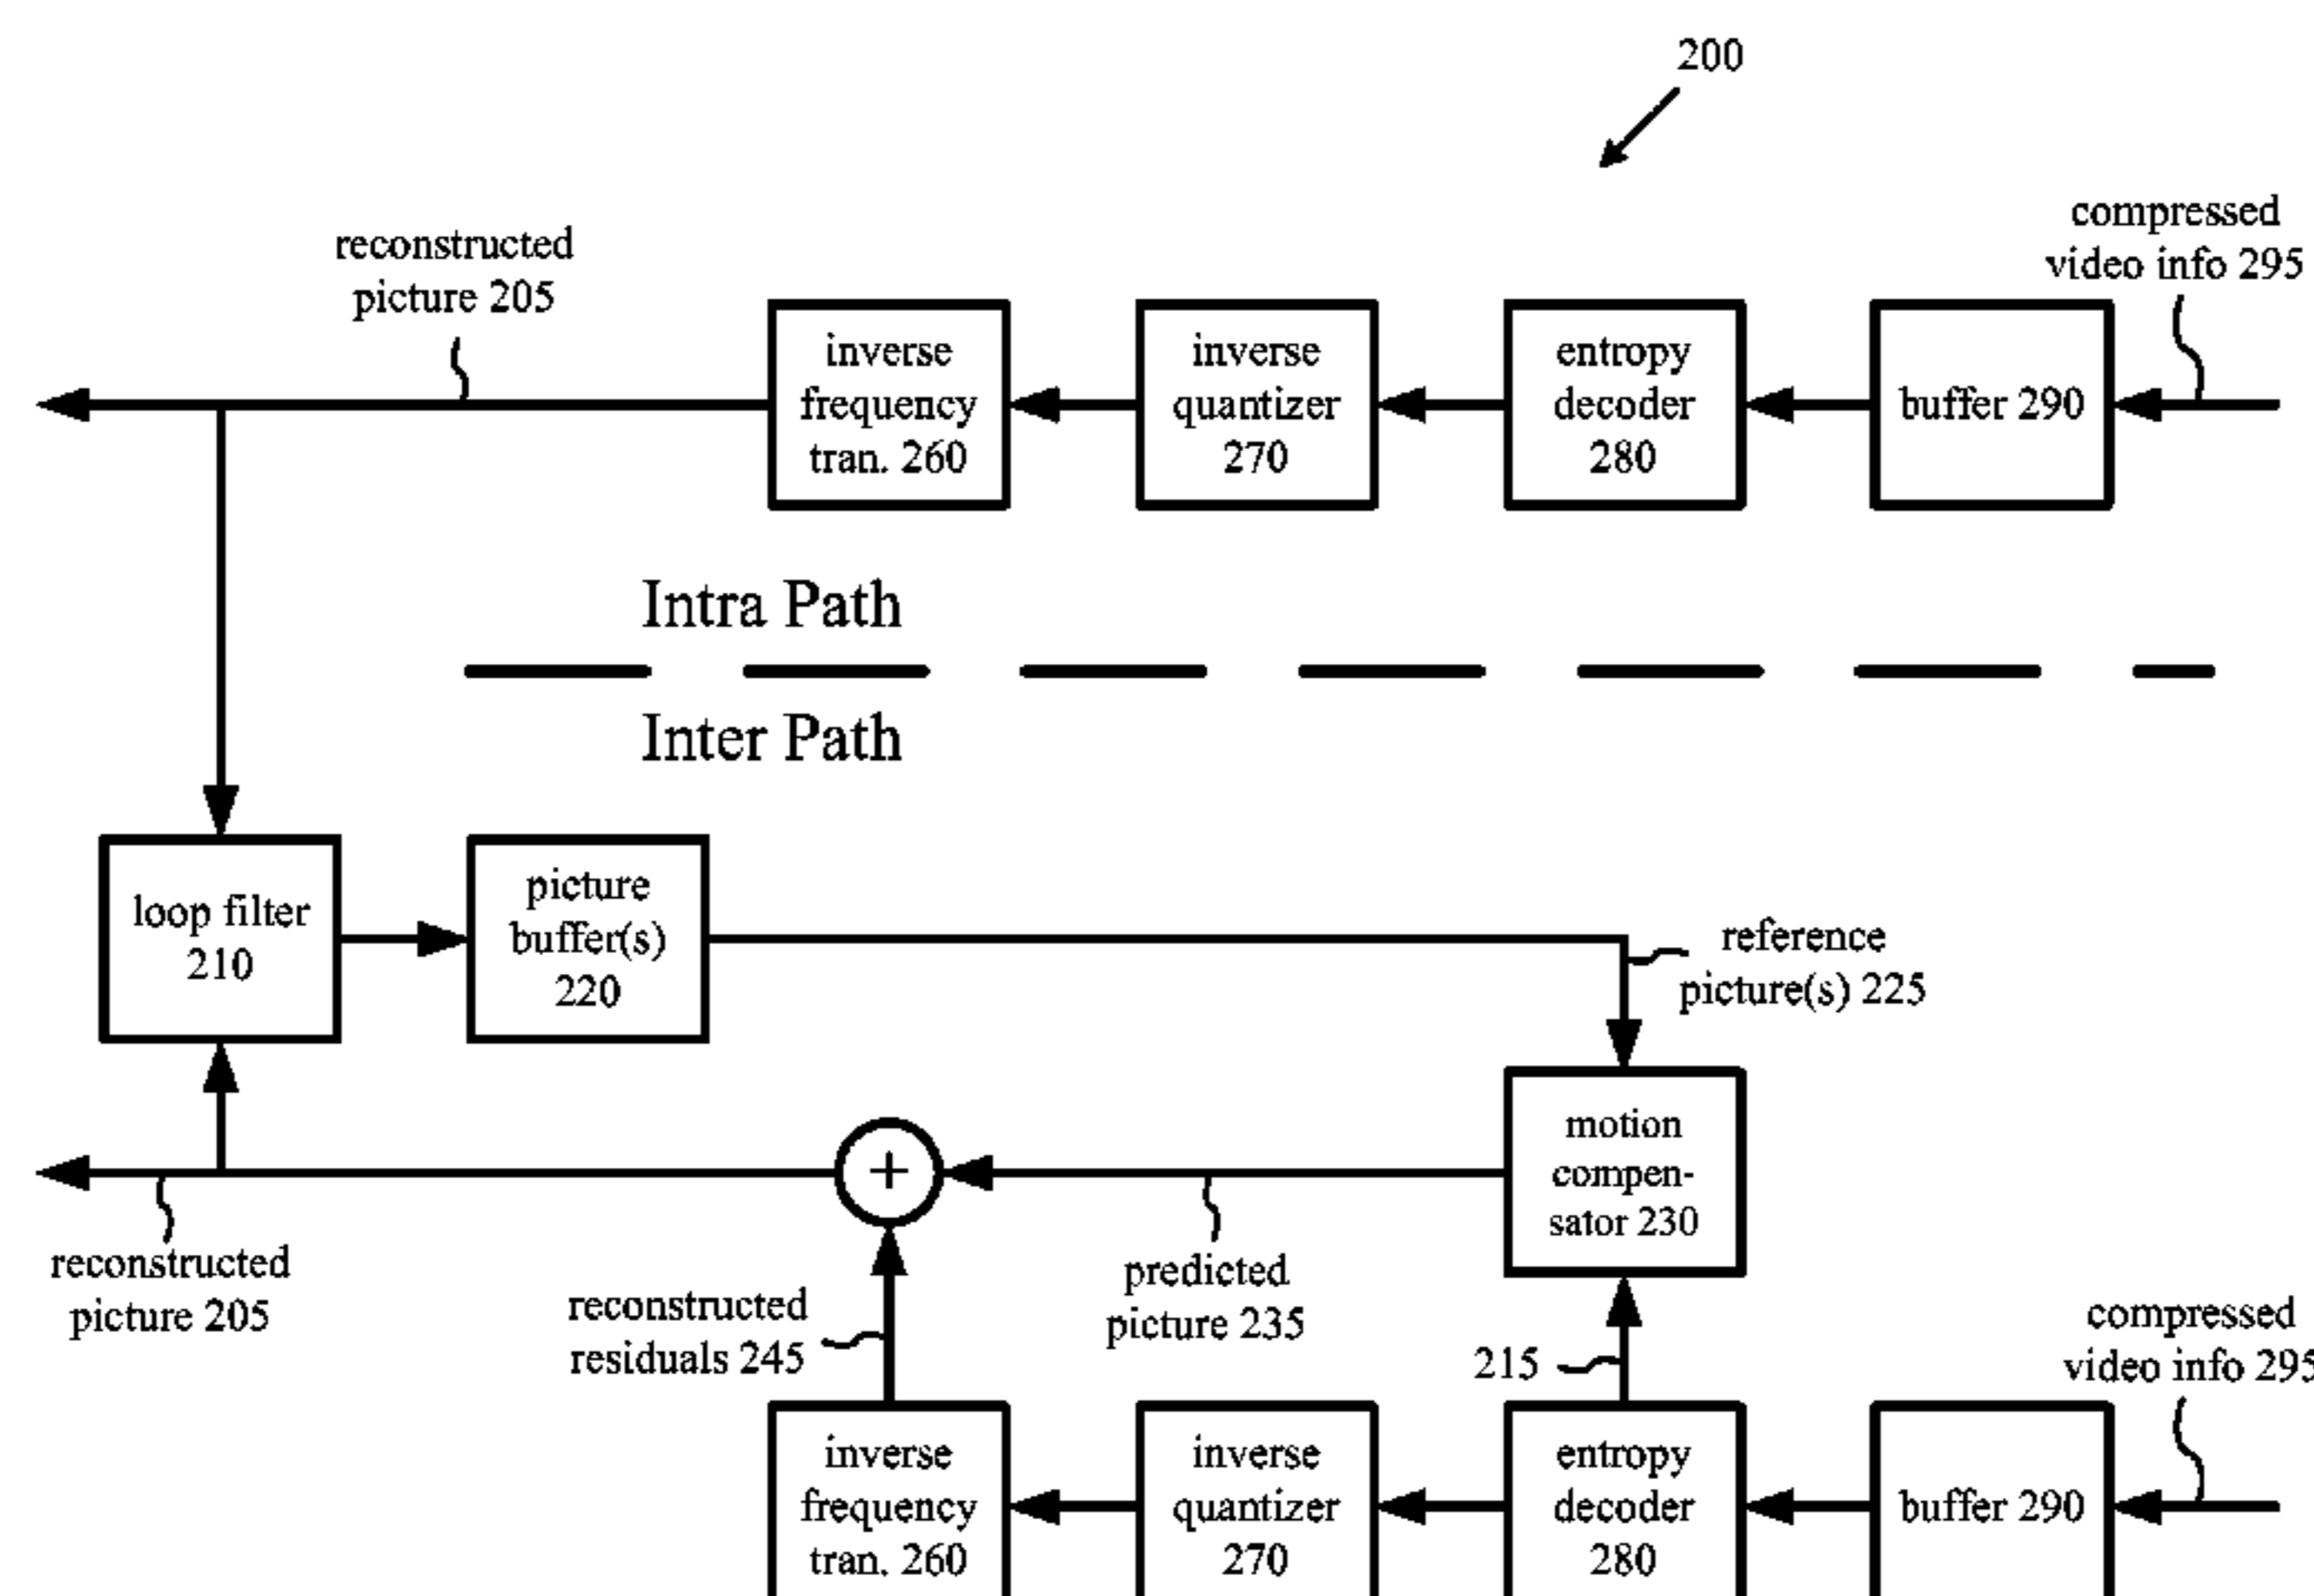 200
compressed
video info 295
reconstructed
picture 205
inverse
frequency
tran. 260
inverse
quantizer
270
entropy
decoder
280
buffer 290
Intra Path
Inter Path
loop filter
210
picture
buffer(s)
220
reference
picture(s) 225
motion
compen-
sator 230
+
reconstructed
picture 205
reconstructed
residuals 245
predicted
picture 235
215
compressed
video info 295
inverse
frequency
tran. 260
inverse
quantizer
270
entropy
decoder
280
buffer 290